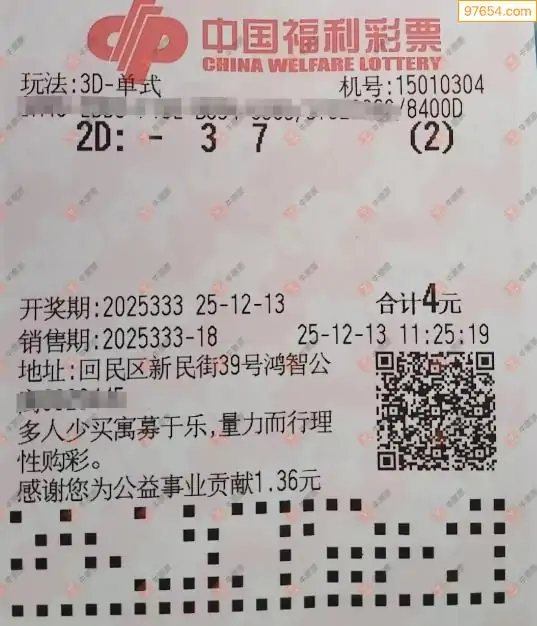 97654.com
中国福利彩票
CHINA WELFARE LOTTERY
玩法:3D-单式
机号:15010304
/8400D
2D: - 3 7 (2)
开奖期:2025333 25-12-13 合计4元
销售期:2025333-18 25-12-13 11:25:19
地址:回民区新民街39号鸿智公
多人少买寓募于乐,量力而行理
性购彩。
感谢您为公益事业贡献1.36元